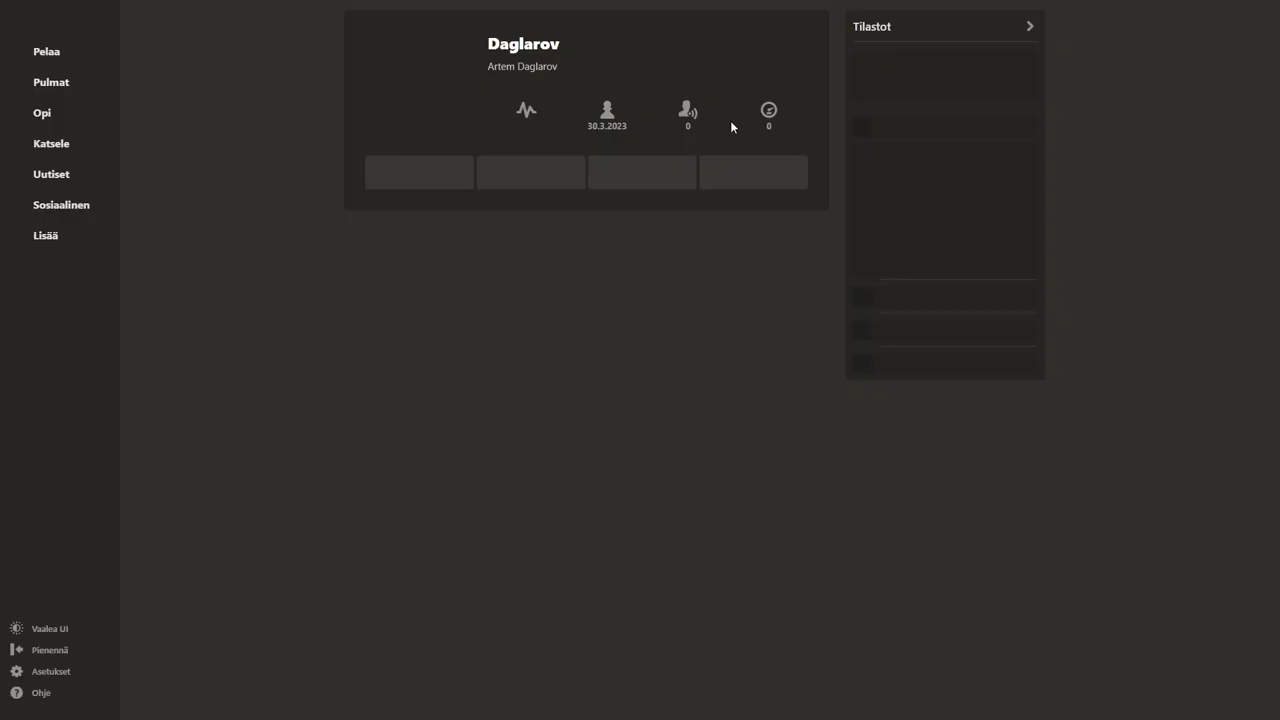 Pelaa
Pulmat
Opi
Katsele
Uutiset
Sosiaalinen
Lisää
Vaalea UI
Pienennä
Asetukset
Ohje
Daglarov
Artem Daglarov
30.3.2023
0
0
Tilastot